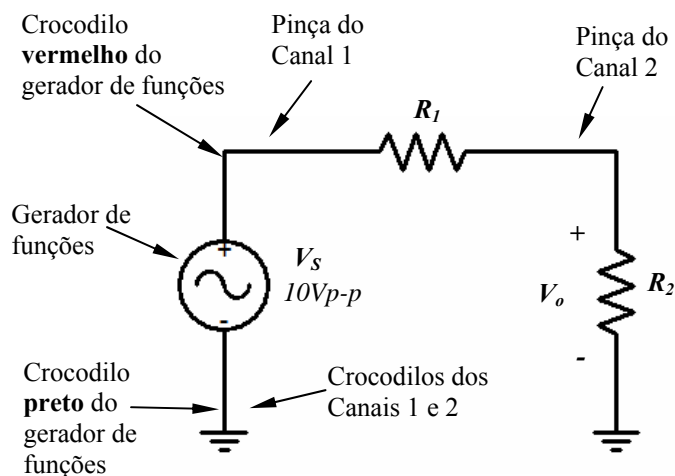 Crocodilo
vermelho do
gerador de funções
Pinça do
Canal 1
Pinça do
Canal 2
R1
Gerador de
funções
+
-
VS
10Vp-p
+
Vo
-
R2
Crocodilo
preto do
gerador de
funções
Crocodilos dos
Canais 1 e 2